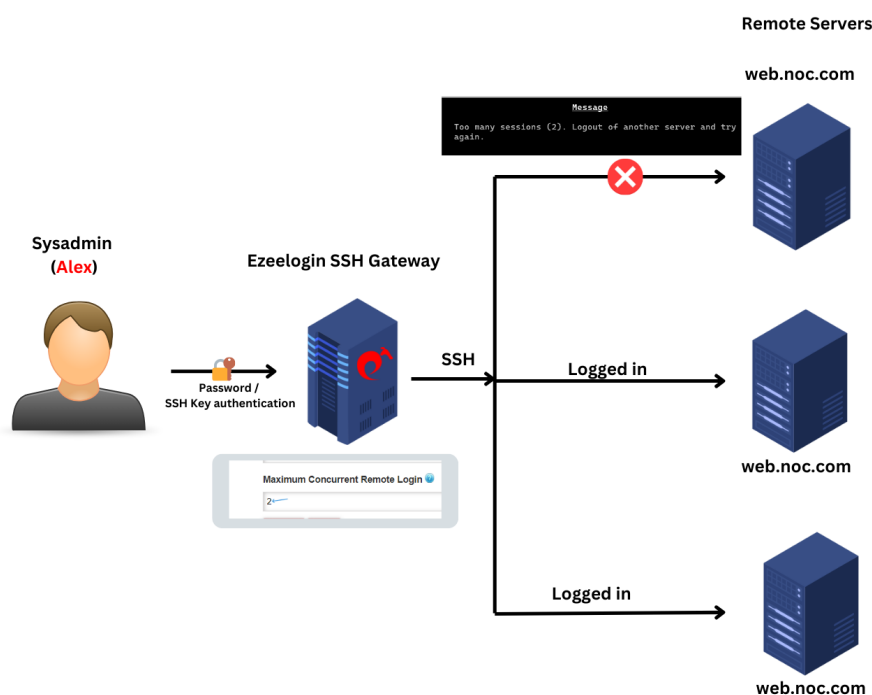 Remote Servers
web.noc.com
Message
Too many sessions (2). Logout of another server and try
again.
Sysadmin
(Alex)
Ezeelogin SSH Gateway
SSH
Logged in
Password /
SSH Key authentication
web.noc.com
Maximum Concurrent Remote Login
2
Logged in
web.noc.com